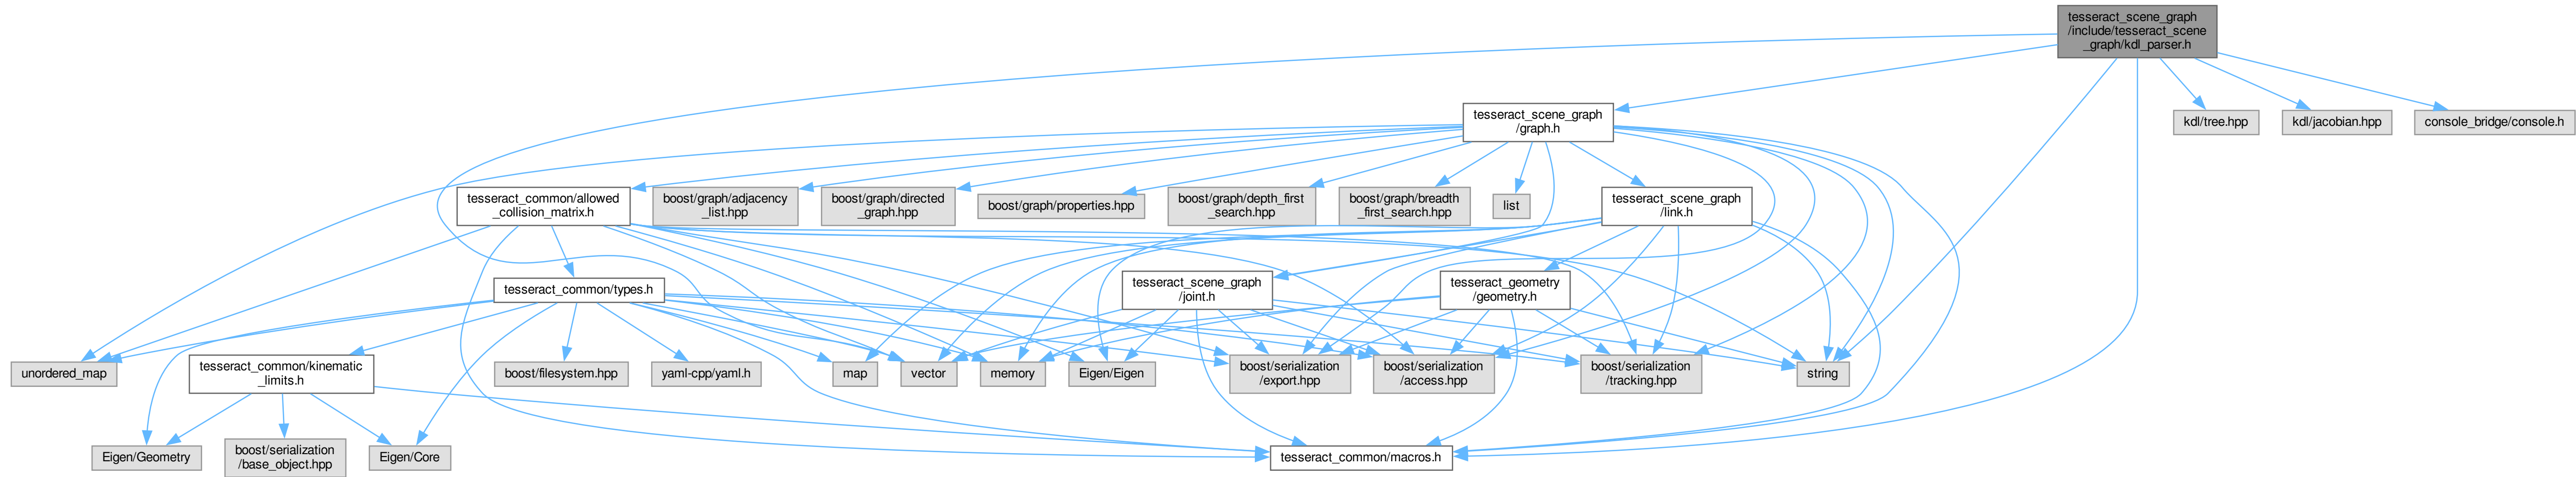 tesseract_scene_graph
/include/tesseract_scene
_graph/kdl_parser.h
tesseract_scene_graph
/graph.h
kdl/tree.hpp
kdl/jacobian.hpp
console_bridge/console.h
tesseract_common/allowed
_collision_matrix.h
boost/graph/adjacency
_list.hpp
boost/graph/directed
_graph.hpp
boost/graph/properties.hpp
boost/graph/depth_first
_search.hpp
boost/graph/breadth
_first_search.hpp
list
tesseract_scene_graph
/link.h
tesseract_common/types.h
tesseract_scene_graph
/joint.h
tesseract_geometry
/geometry.h
unordered_map
tesseract_common/kinematic
_limits.h
boost/filesystem.hpp
yaml-cpp/yaml.h
map
vector
memory
Eigen/Eigen
boost/serialization
/export.hpp
boost/serialization
/access.hpp
boost/serialization
/tracking.hpp
string
Eigen/Geometry
boost/serialization
/base_object.hpp
Eigen/Core
tesseract_common/macros.h